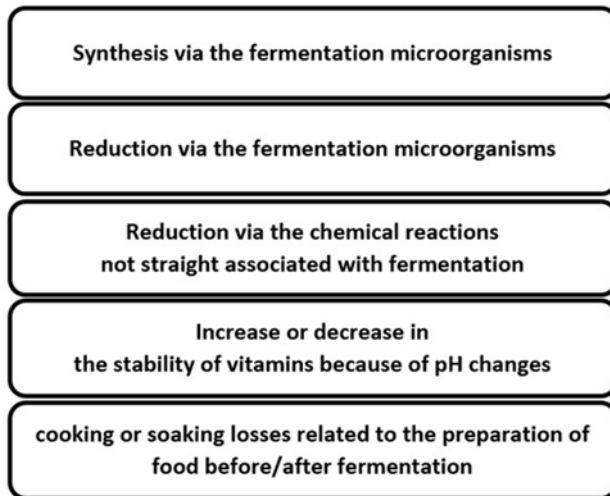 Synthesis via the fermentation microorganisms
Reduction via the fermentation microorganisms
Reduction via the chemical reactions
not straight associated with fermentation
Increase or decrease in
the stability of vitamins because of pH changes
cooking or soaking losses related to the preparation of
food before/after fermentation